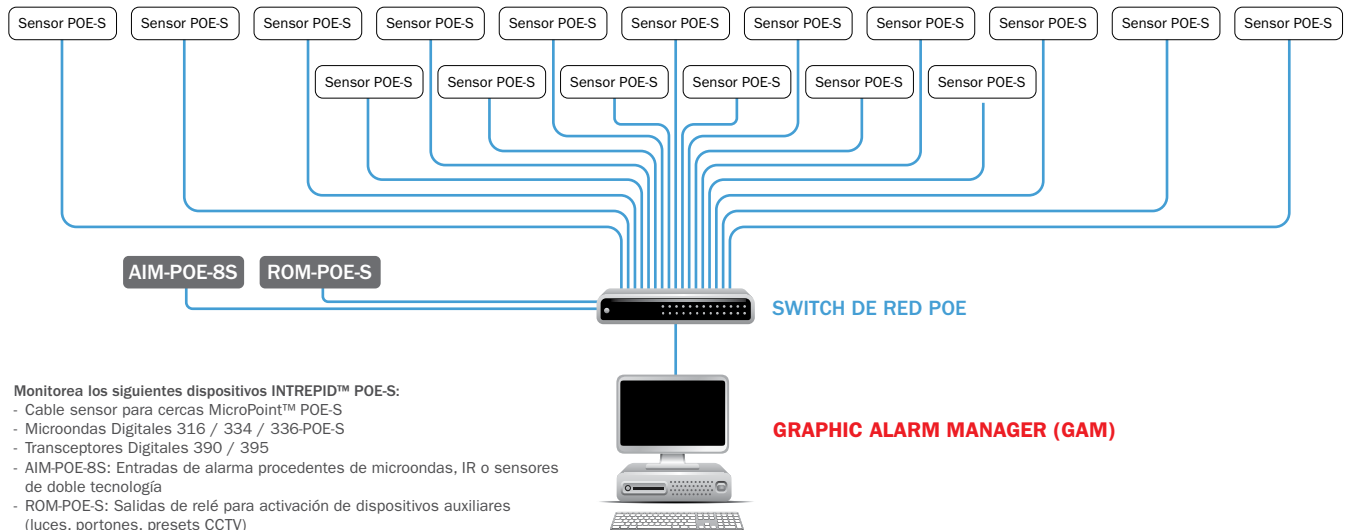 Sensor POE-S Sensor POE-S Sensor POE-S Sensor POE-S Sensor POE-S Sensor POE-S Sensor POE-S Sensor POE-S Sensor POE-S Sensor POE-S Sensor POE-S
Sensor POE-S Sensor POE-S Sensor POE-S Sensor POE-S Sensor POE-S Sensor POE-S
AIM-POE-8S ROM-POE-S
SWITCH DE RED POE
Monitorea los siguientes dispositivos INTREPID™ POE-S:
- Cable sensor para cercas MicroPoint™ POE-S
- Microondas Digitales 316 / 334 / 336-POE-S
- Transceptores Digitales 390 / 395
- AIM-POE-8S: Entradas de alarma procedentes de microondas, IR o sensores
de doble tecnología
- ROM-POE-S: Salidas de relé para activación de dispositivos auxiliares
(luces, portones, presets CCTV)
GRAPHIC ALARM MANAGER (GAM)